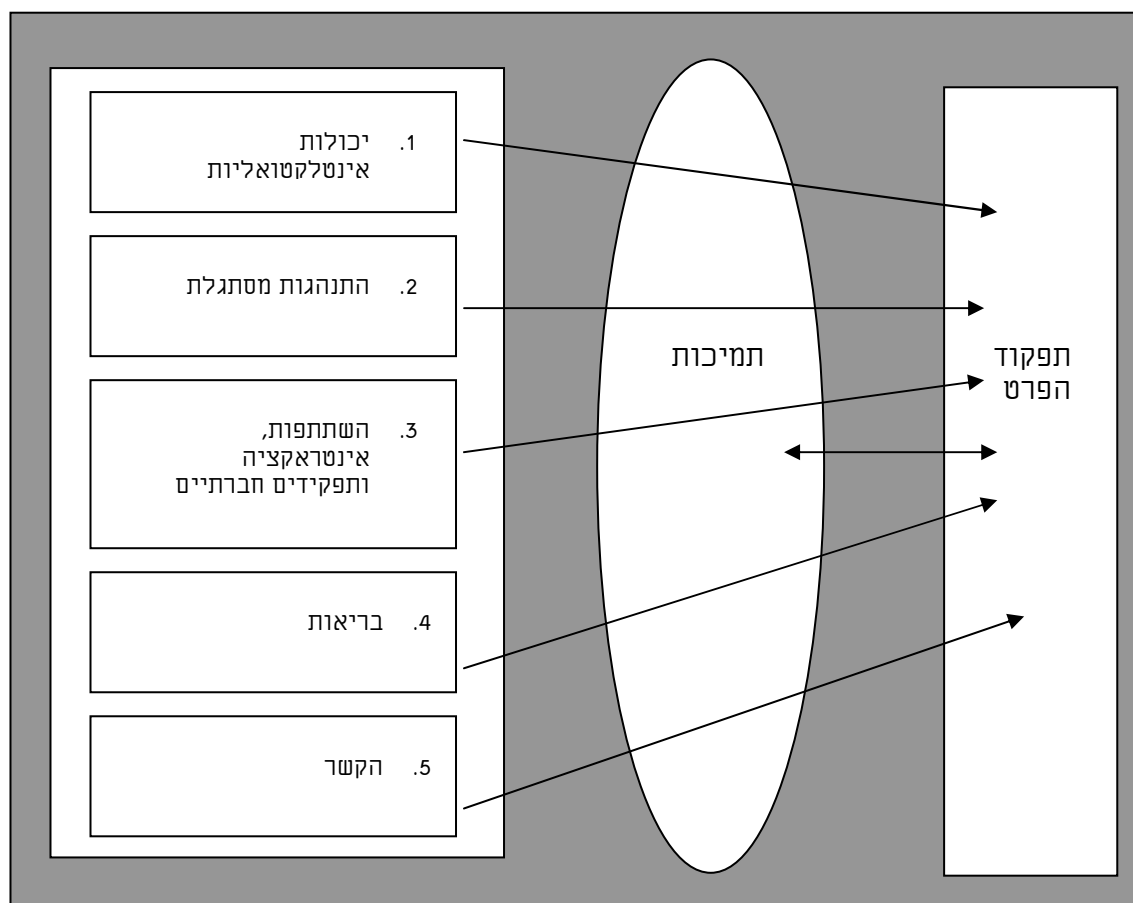 1. יכולות
אינטלקטואליות
2. התנהגות מסתגלת
3. השתתפות,
אינטראקציה
ותפקידים חברתיים
4. בריאות
5. הקשר
תמיכות
תפקוד
הפרט